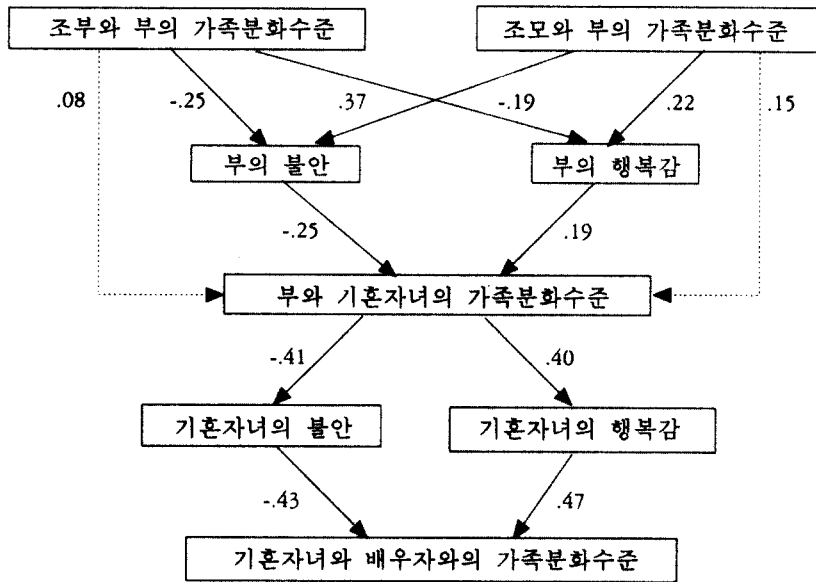 조부와 부의 가족분화수준 조모와 부의 가족분화수준
.08 -.25 .37 -.19 .22 .15
부의 불안 부의 행복감
-.25 .19
부와 기혼자녀의 가족분화수준
-.41 .40
기혼자녀의 불안 기혼자녀의 행복감
-.43 .47
기혼자녀와 배우자와의 가족분화수준